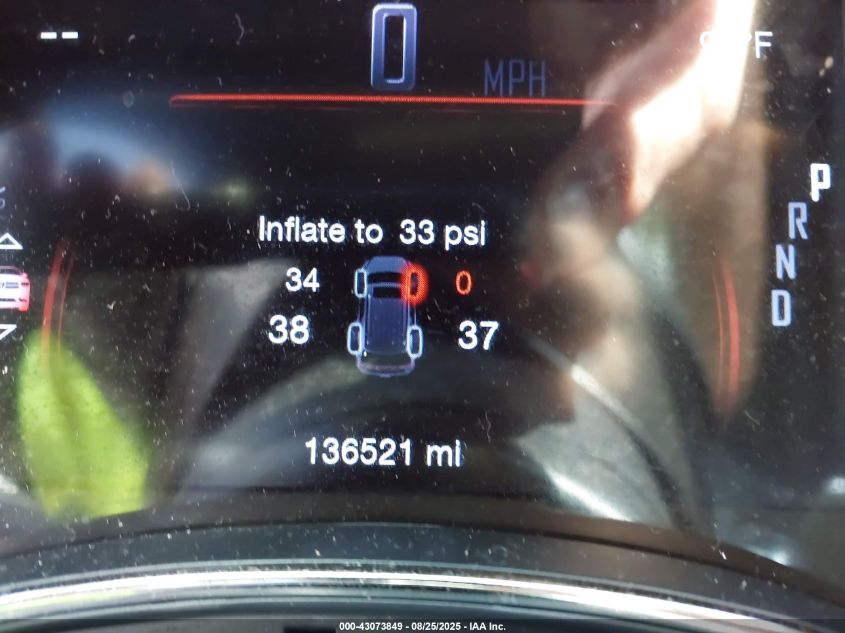 --
0
MPH
°F
P
R
N
D
Inflate to 33 psi
34 0
38 37
136521 mi
000-43073849 - 08/25/2025 - IAA Inc.